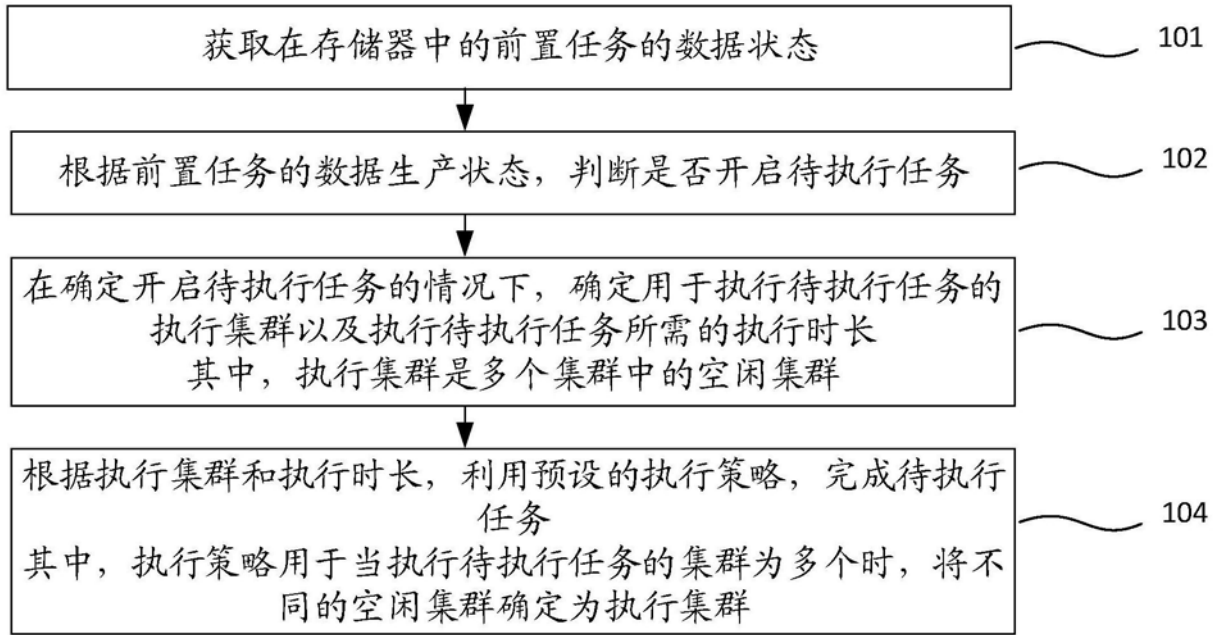 获取在存储器中的前置任务的数据状态
101
根据前置任务的数据生产状态，判断是否开启待执行任务
102
在确定开启待执行任务的情况下，确定用于执行待执行任务的
执行集群以及执行待执行任务所需的执行时长
其中，执行集群是多个集群中的空闲集群
103
根据执行集群和执行时长，利用预设的执行策略，完成待执行
任务
其中，执行策略用于当执行待执行任务的集群为多个时，将不
同的空闲集群确定为执行集群
104